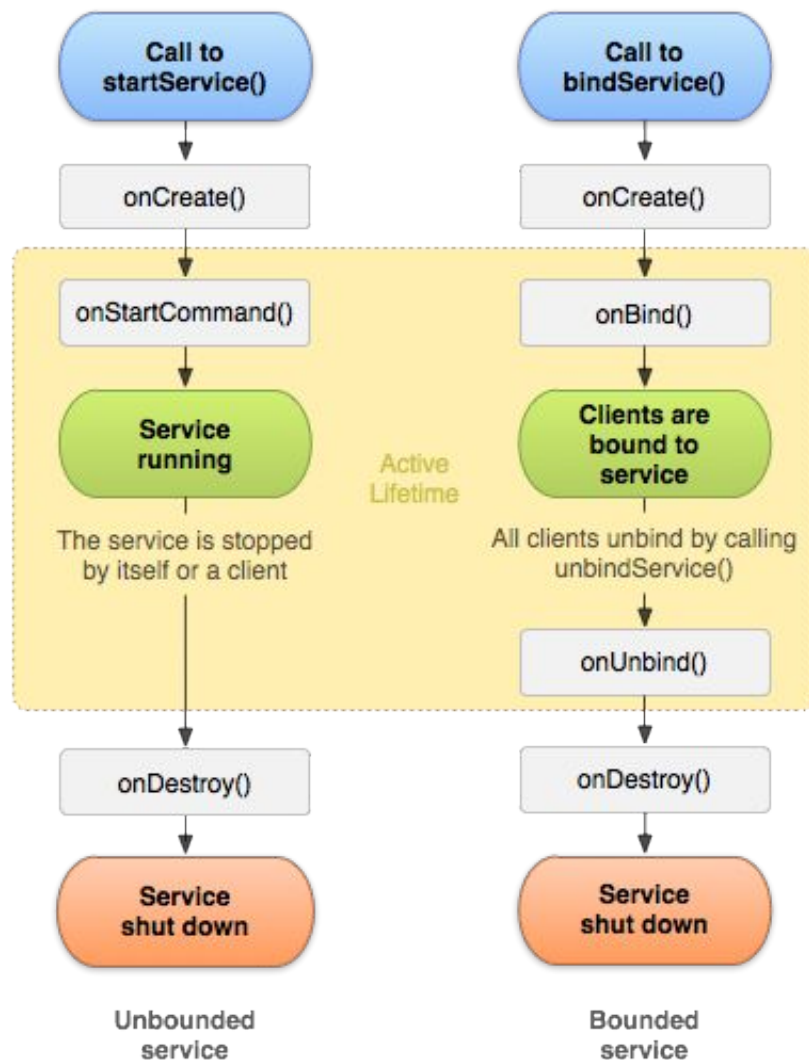 Call to
startService()
onCreate()
onStartCommand()
Service
running
The service is stopped
by itself or a client
onDestroy()
Service
shut down
Unbounded
service
Active
Lifetime
Call to
bindService()
onCreate()
onBind()
Clients are
bound to
service
All clients unbind by calling
unbindService()
onUnbind()
onDestroy()
Service
shut down
Bounded
service